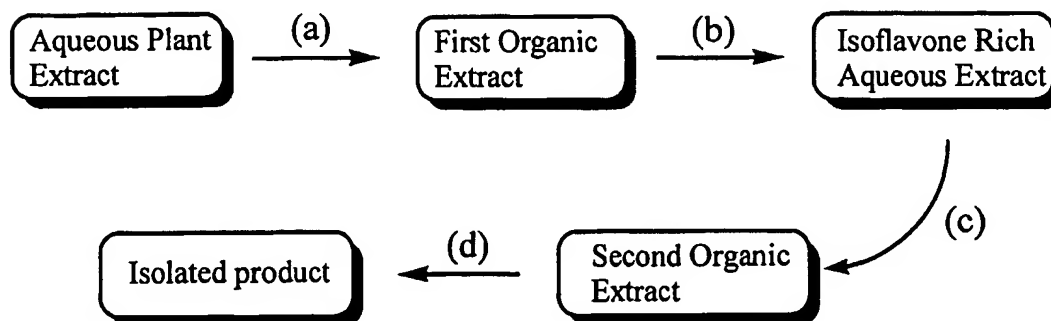 Aqueous Plant
Extract
(a)
First Organic
Extract
(b)
Isoflavone Rich
Aqueous Extract
(c)
Second Organic
Extract
(d)
Isolated product